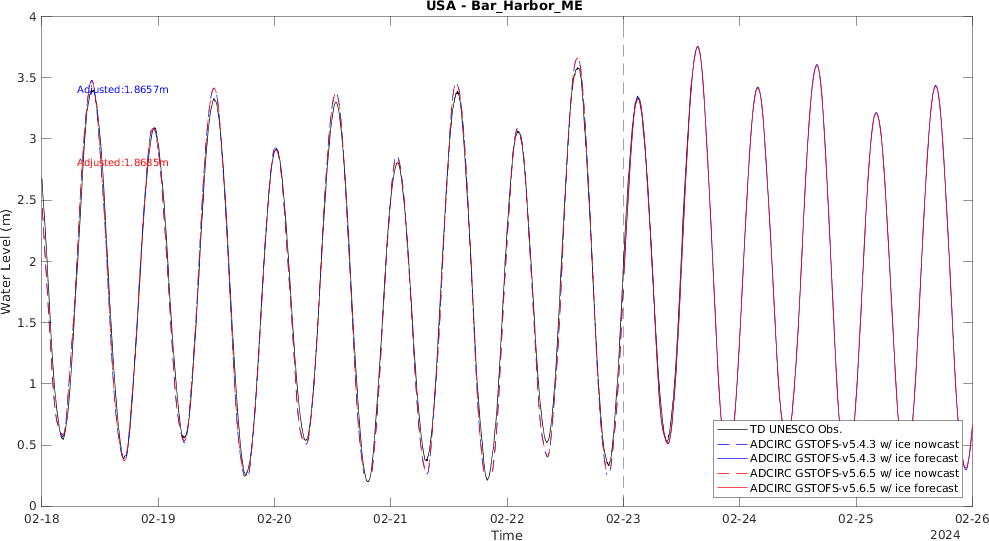 USA - Bar_Harbor_ME
4
3.5
3
2.5
2
1.5
1
0.5
0
Water Level (m)
Adjusted:1.8657m
Adjusted:1.8685m
TD UNESCO Obs.
ADCIRC GSTOFS-v5.4.3 w/ ice nowcast
ADCIRC GSTOFS-v5.4.3 w/ ice forecast
ADCIRC GSTOFS-v5.6.5 w/ ice nowcast
ADCIRC GSTOFS-v5.6.5 w/ ice forecast
02-18 02-19 02-20 02-21 02-22 02-23 02-24 02-25 02-26
Time
2024